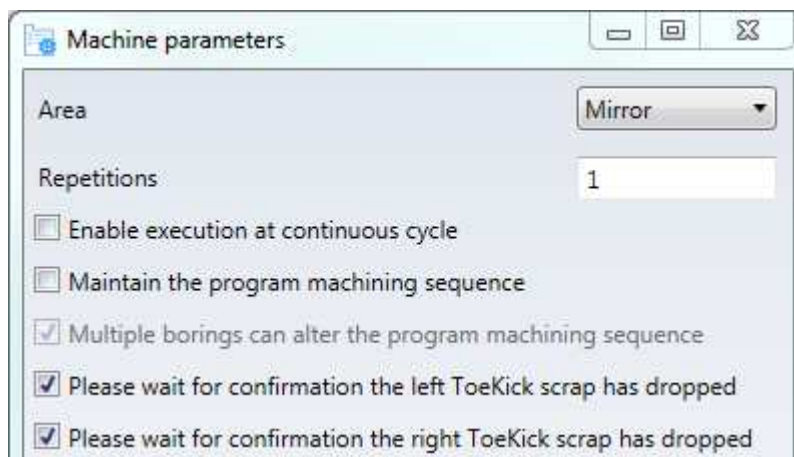 Machine parameters
Area
Mirror
Repetitions
1
Enable execution at continuous cycle
Maintain the program machining sequence
Multiple borings can alter the program machining sequence
Please wait for confirmation the left ToeKick scrap has dropped
Please wait for confirmation the right ToeKick scrap has dropped